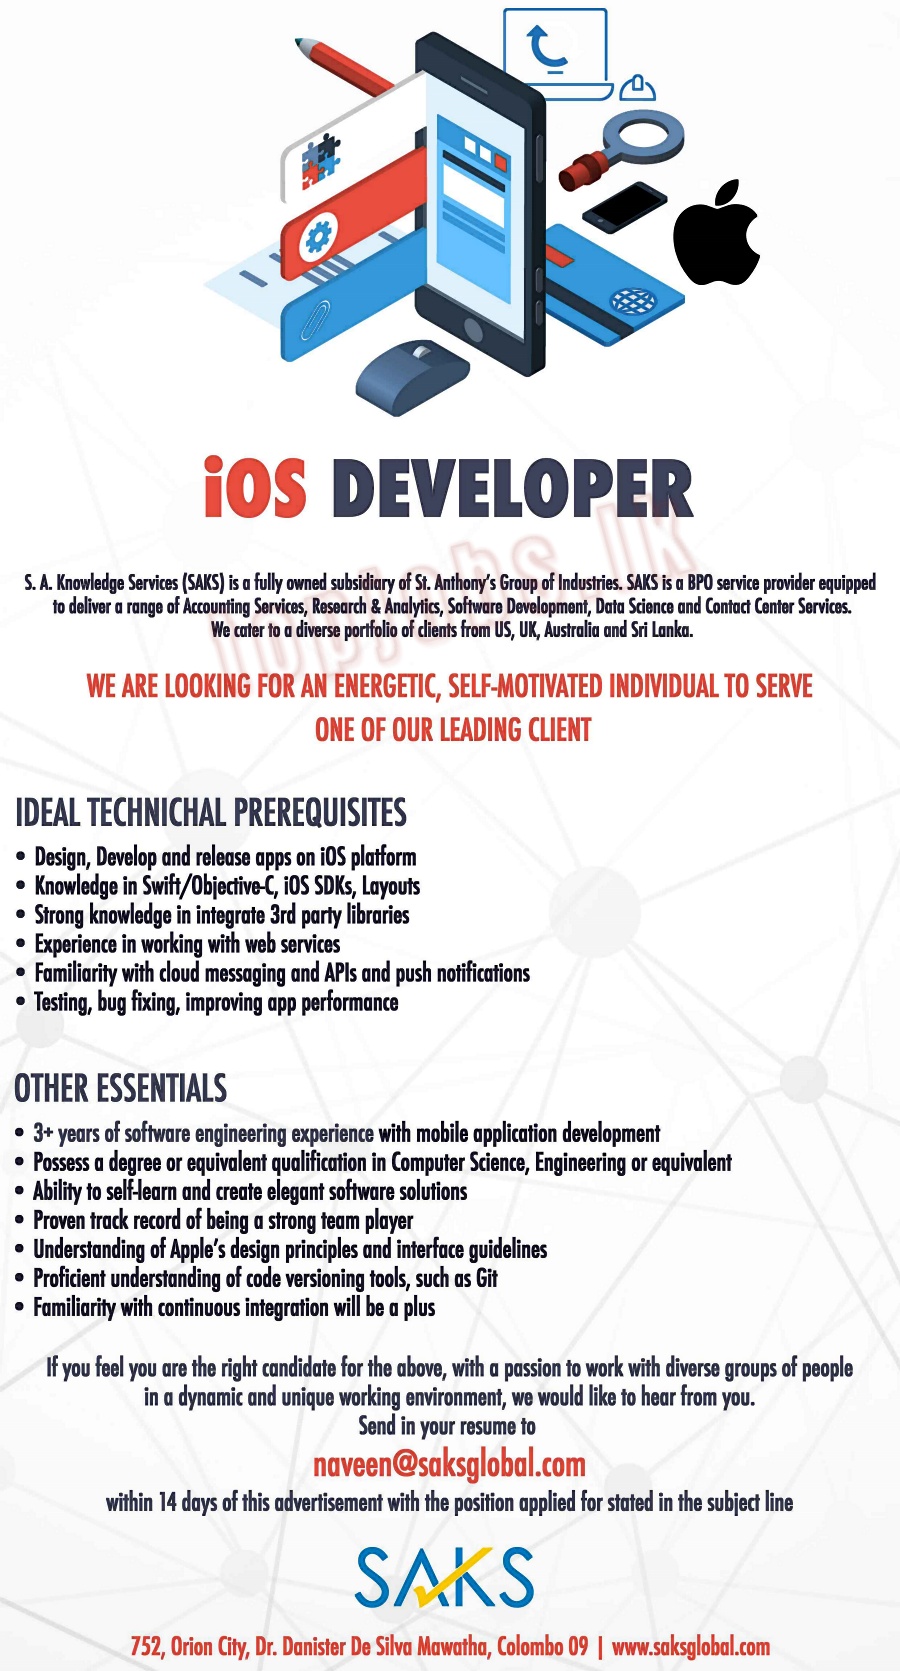 iOS DEVELOPER
topjobs.lk
S. A. Knowledge Services (SAKS) is a fully owned subsidiary of St. Anthony's Group of Industries. SAKS is a BPO service provider equipped
to deliver a range of Accounting Services, Research & Analytics, Software Development, Data Science and Contact Center Services.
We cater to a diverse portfolio of clients from US, UK, Australia and Sri Lanka.
WE ARE LOOKING FOR AN ENERGETIC, SELF-MOTIVATED INDIVIDUAL TO SERVE
ONE OF OUR LEADING CLIENT
IDEAL TECHNICHAL PREREQUISITES
• Design, Develop and release apps on iOS platform
• Knowledge in Swift/Objective-C, iOS SDKs, Layouts
• Strong knowledge in integrate 3rd party libraries
• Experience in working with web services
• Familiarity with cloud messaging and APIs and push notifications
• Testing, bug fixing, improving app performance
OTHER ESSENTIALS
• 3+ years of software engineering experience with mobile application development
• Possess a degree or equivalent qualification in Computer Science, Engineering or equivalent
• Ability to self-learn and create elegant software solutions
• Proven track record of being a strong team player
• Understanding of Apple's design principles and interface guidelines
• Proficient understanding of code versioning tools, such as Git
• Familiarity with continuous integration will be a plus
If you feel you are the right candidate for the above, with a passion to work with diverse groups of people
in a dynamic and unique working environment, we would like to hear from you.
Send in your resume to
naveen@saksglobal.com
within 14 days of this advertisement with the position applied for stated in the subject line
SAKS
752, Orion City, Dr. Danister De Silva Mawatha, Colombo 09 | www.saksglobal.com